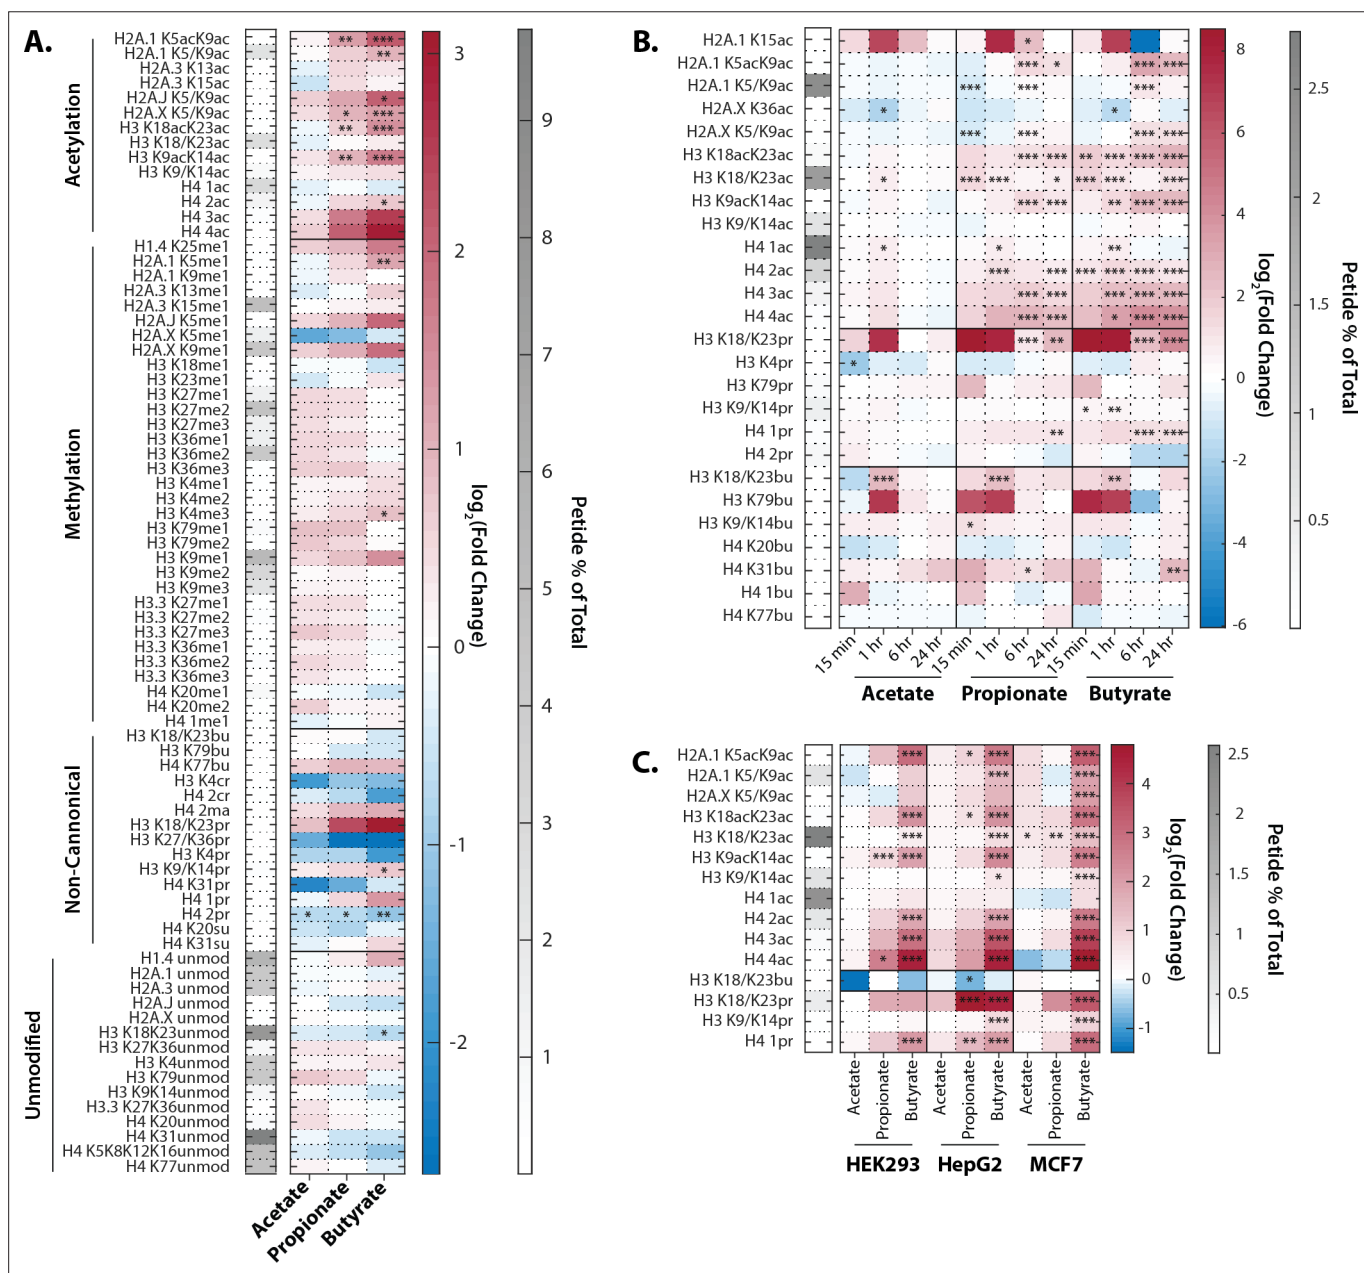 A.
Acetylation
H2A.1 K5acK9ac ** ***
H2A.1 K5/K9ac **
H2A.3 K13ac
H2A.3 K15ac
H2A.J K5/K9ac *
H2A.X K5/K9ac * ***
H3 K18acK23ac ** ***
H3 K18/K23ac
H3 K9acK14ac ** ***
H3 K9/K14ac
H4 1ac
H4 2ac *
H4 3ac
H4 4ac
Methylation
H1.4 K25me1
H2A.1 K5me1 **
H2A.1 K9me1
H2A.3 K13me1
H2A.3 K15me1
H2A.J K5me1
H2A.X K5me1
H2A.X K9me1
H3 K18me1
H3 K23me1
H3 K27me1
H3 K27me2
H3 K27me3
H3 K36me1
H3 K36me2
H3 K36me3
H3 K4me1
H3 K4me2
H3 K4me3 *
H3 K79me1
H3 K79me2
H3 K9me1
H3 K9me2
H3 K9me3
H3.3 K27me1
H3.3 K27me2
H3.3 K27me3
H3.3 K36me1
H3.3 K36me2
H3.3 K36me3
H4 K20me1
H4 K20me2
H4 1me1
Non-Cannonical
H3 K18/K23bu
H3 K79bu
H4 K77bu
H3 K4cr
H4 2cr
H4 2ma
H3 K18/K23pr
H3 K27/K36pr
H3 K4pr
H3 K9/K14pr *
H4 K31pr
H4 1pr
H4 2pr * * **
H4 K20su
H4 K31su
Unmodified
H1.4 unmod
H2A.1 unmod
H2A.3 unmod
H2A.J unmod
H2A.X unmod
H3 K18K23unmod *
H3 K27K36unmod
H3 K4unmod
H3 K79unmod
H3 K9K14unmod
H3.3 K27K36unmod
H4 K20unmod
H4 K31unmod
H4 K5K8K12K16unmod
H4 K77unmod
Acetate
Propionate
Butyrate
3
2
1
0
-1
-2
log2(Fold Change)
9
8
7
6
5
4
3
2
1
Petide % of Total
B.
H2A.1 K15ac *
H2A.1 K5acK9ac *** * *** ***
H2A.1 K5/K9ac *** *** ***
H2A.X K36ac * *
H2A.X K5/K9ac *** *** *** ***
H3 K18acK23ac *** *** ** *** *** ***
H3 K18/K23ac * *** *** * *** *** ***
H3 K9acK14ac *** *** ** *** ***
H3 K9/K14ac
H4 1ac * * **
H4 2ac *** *** *** *** *** ***
H4 3ac *** *** *** *** ***
H4 4ac *** *** * *** ***
H3 K18/K23pr *** ** *** ***
H3 K4pr *
H3 K79pr
H3 K9/K14pr * **
H4 1pr ** *** ***
H4 2pr
H3 K18/K23bu *** *** **
H3 K79bu
H3 K9/K14bu *
H4 K20bu
H4 K31bu * **
H4 1bu
H4 K77bu
15 min 1 hr 6 hr 24 hr 15 min 1 hr 6 hr 24 hr 15 min 1 hr 6 hr 24 hr
Acetate Propionate Butyrate
8
6
4
2
0
-2
-4
-6
log2(Fold Change)
2.5
2
1.5
1
0.5
Petide % of Total
C.
H2A.1 K5acK9ac *** * *** ***
H2A.1 K5/K9ac *** ***
H2A.X K5/K9ac ***
H3 K18acK23ac *** * *** ***
H3 K18/K23ac *** *** * ** ***
H3 K9acK14ac *** *** *** ***
H3 K9/K14ac * ***
H4 1ac
H4 2ac *** *** ***
H4 3ac *** *** ***
H4 4ac * *** *** ***
H3 K18/K23bu *
H3 K18/K23pr *** *** ***
H3 K9/K14pr *** ***
H4 1pr *** ** *** ***
Acetate Propionate Butyrate Acetate Propionate Butyrate Acetate Propionate Butyrate
HEK293 HepG2 MCF7
4
3
2
1
0
-1
log2(Fold Change)
2.5
2
1.5
1
0.5
Petide % of Total